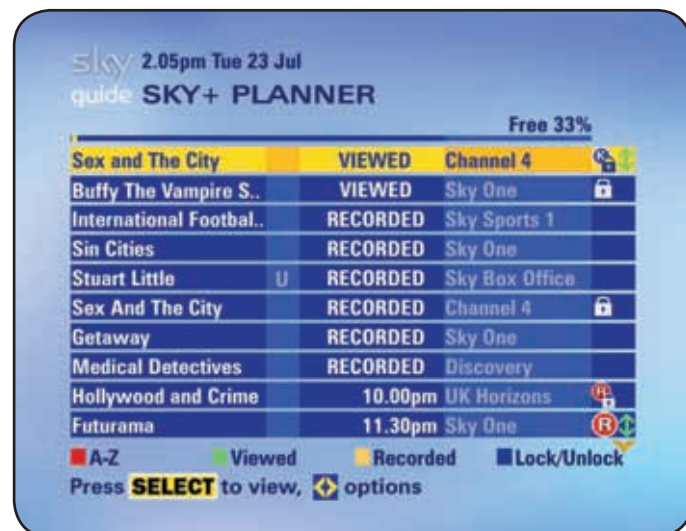 sky 2.05pm Tue 23 Jul
guide SKY+ PLANNER
Free 33%
Sex and The City VIEWED Channel 4
Buffy The Vampire S.. VIEWED Sky One
International Footbal.. RECORDED Sky Sports 1
Sin Cities RECORDED Sky One
Stuart Little U RECORDED Sky Box Office
Sex And The City RECORDED Channel 4
Getaway RECORDED Sky One
Medical Detectives RECORDED Discovery
Hollywood and Crime 10.00pm UK Horizons R
Futurama 11.30pm Sky One R
A-Z Viewed Recorded Lock/Unlock
Press SELECT to view, options